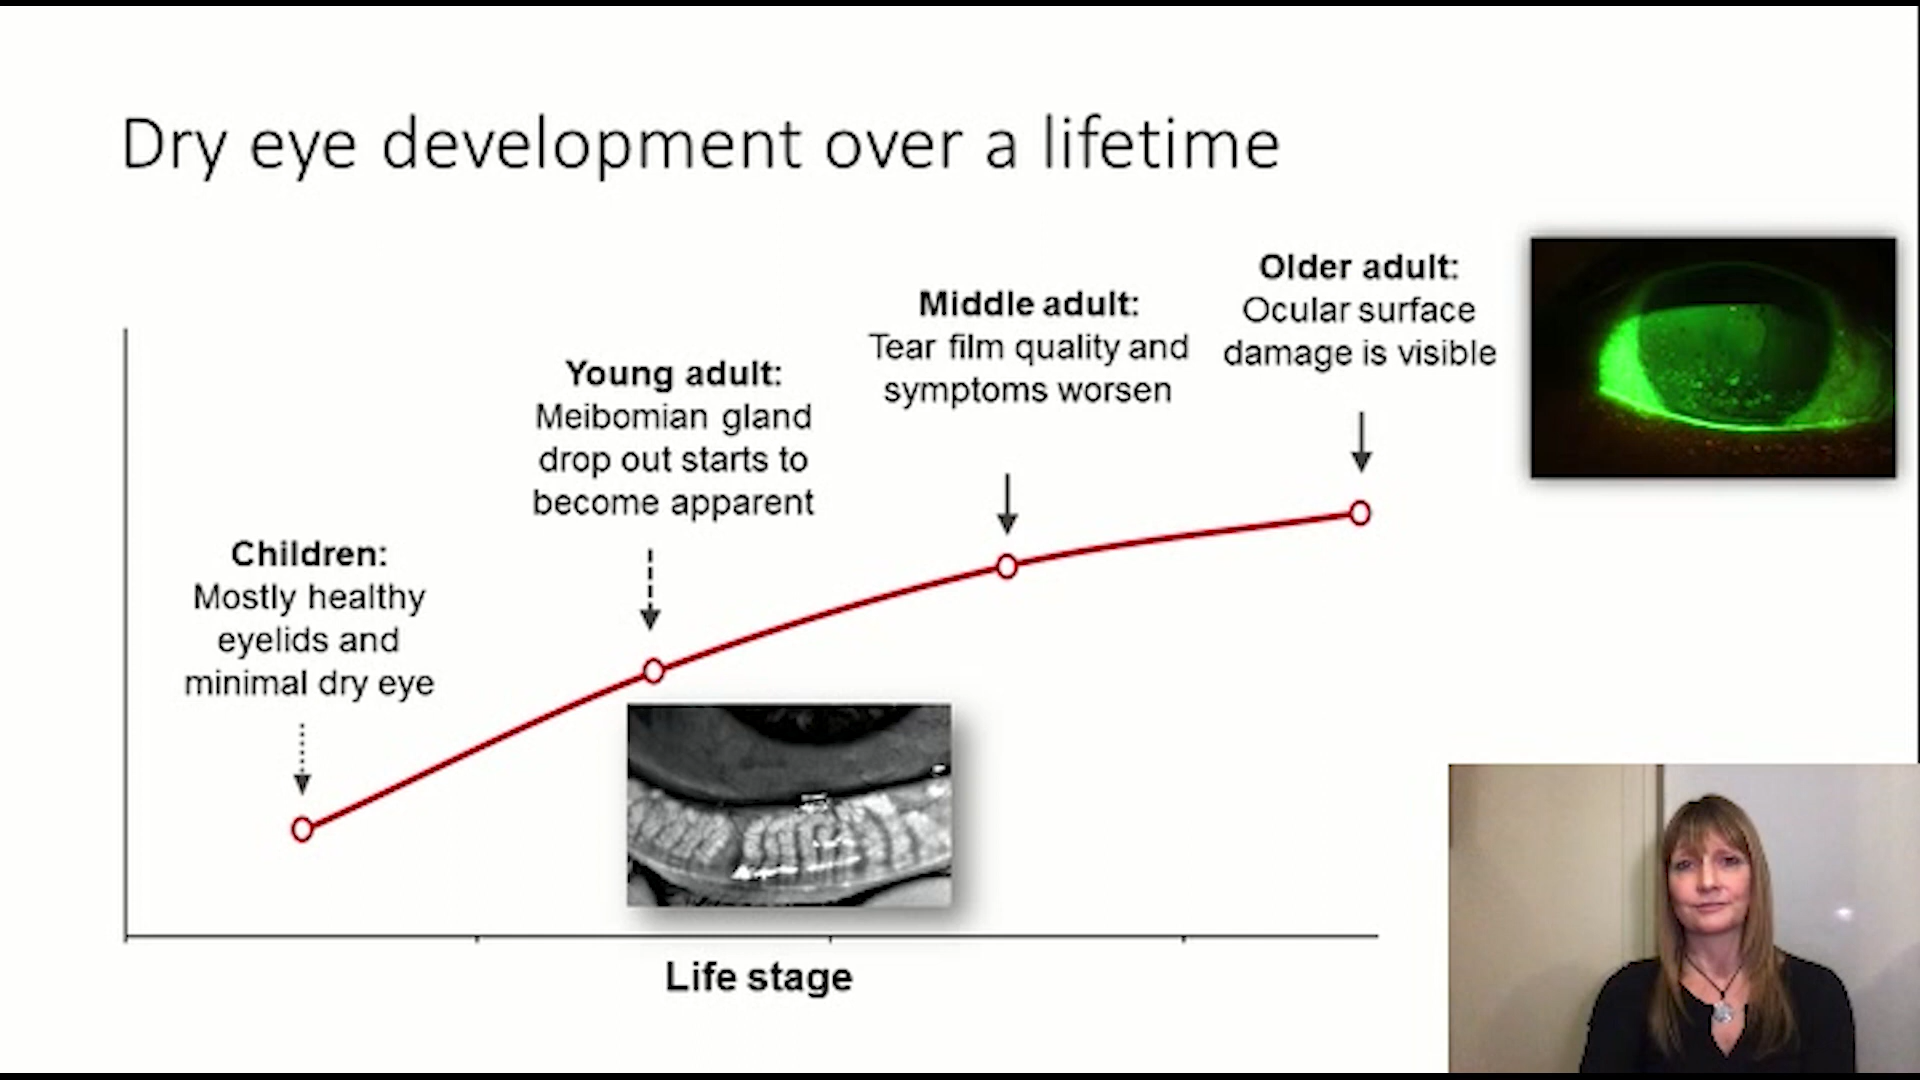 Dry eye development over a lifetime
Children:
Mostly healthy
eyelids and
minimal dry eye
Young adult:
Meibomian gland
drop out starts to
become apparent
Middle adult:
Tear film quality and
symptoms worsen
Older adult:
Ocular surface
damage is visible
Life stage